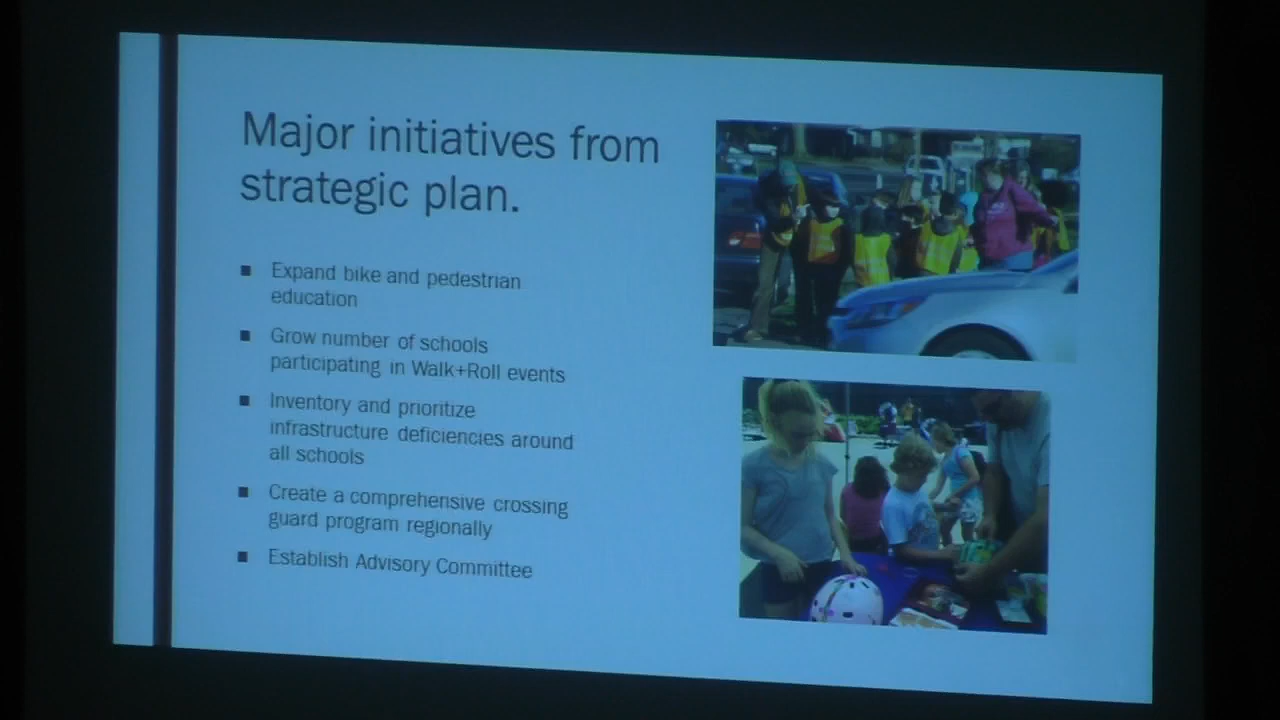 Major initiatives from
strategic plan.
■ Expand bike and pedestrian
education
■ Grow number of schools
participating in Walk+Roll events
■ Inventory and prioritize
infrastructure deficiencies around
all schools
■ Create a comprehensive crossing
guard program regionally
■ Establish Advisory Committee